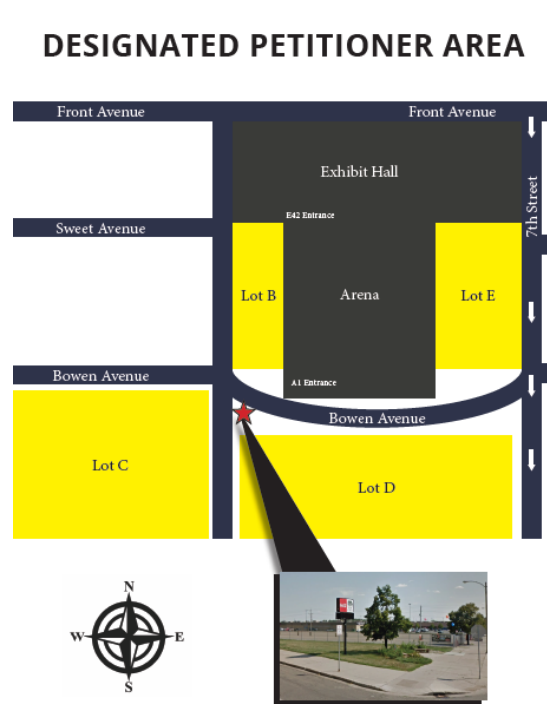 DESIGNATED PETITIONER AREA
Front Avenue
Front Avenue
Exhibit Hall
7th Street
E42 Entrance
Sweet Avenue
Lot B
Arena
Lot E
Bowen Avenue
A1 Entrance
Bowen Avenue
Lot C
Lot D
N
W
E
S